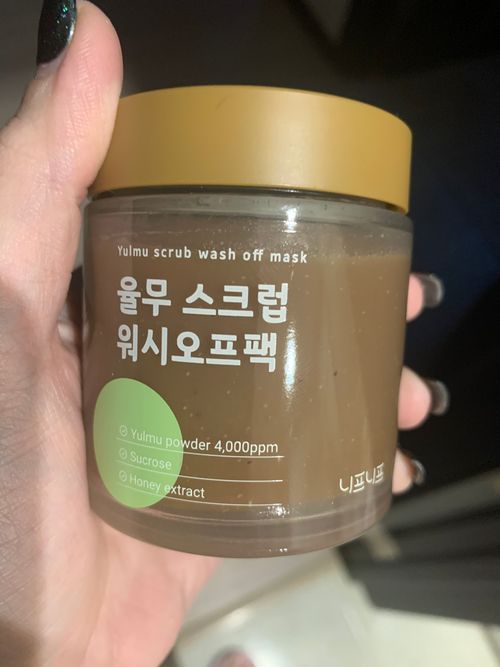 Yulmu scrub wash off mask
율무 스크럽
워시오프팩
Yulmu powder 4,000ppm
Sucrose
Honey extract
니프니프